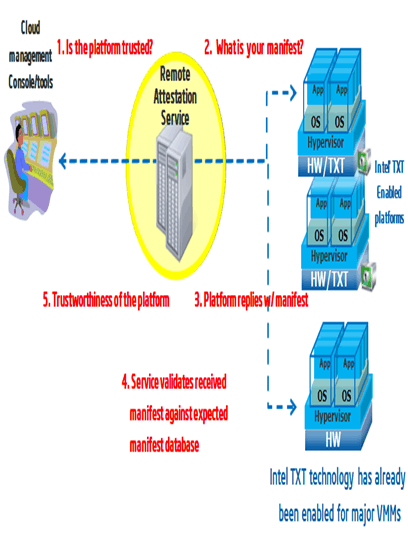 Cloud
management
Console/tools
1. Is the platform trusted?
2. What is your manifest?
Remote
Attestation
Service
App
App
OS
OS
Hypervisor
HW/TXT
Intel TXT
Enabled
platforms
App
App
OS
OS
Hypervisor
HW/TXT
5. Trustworthiness of the platform
3. Platform replies w/ manifest
4. Service validates received
manifest against expected
manifest database
App
App
OS
OS
Hypervisor
HW
Intel TXT technology has already
been enabled for major VMMs